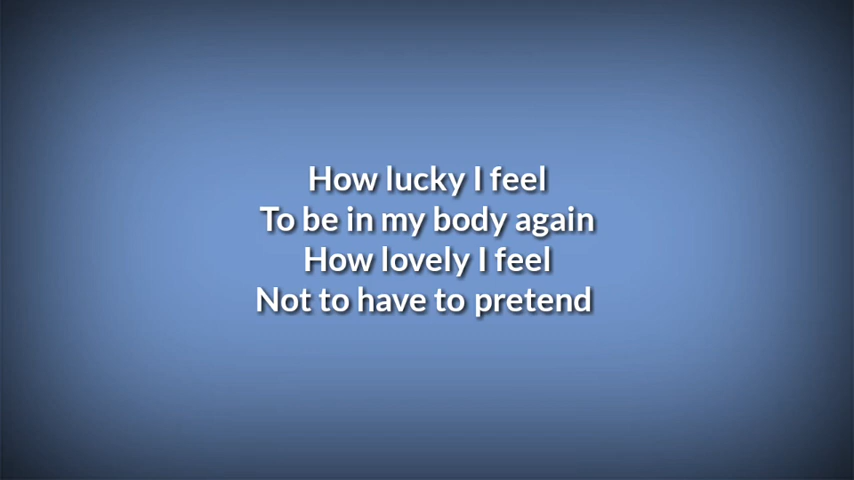 How lucky I feel
To be in my body again
How lovely I feel
Not to have to pretend